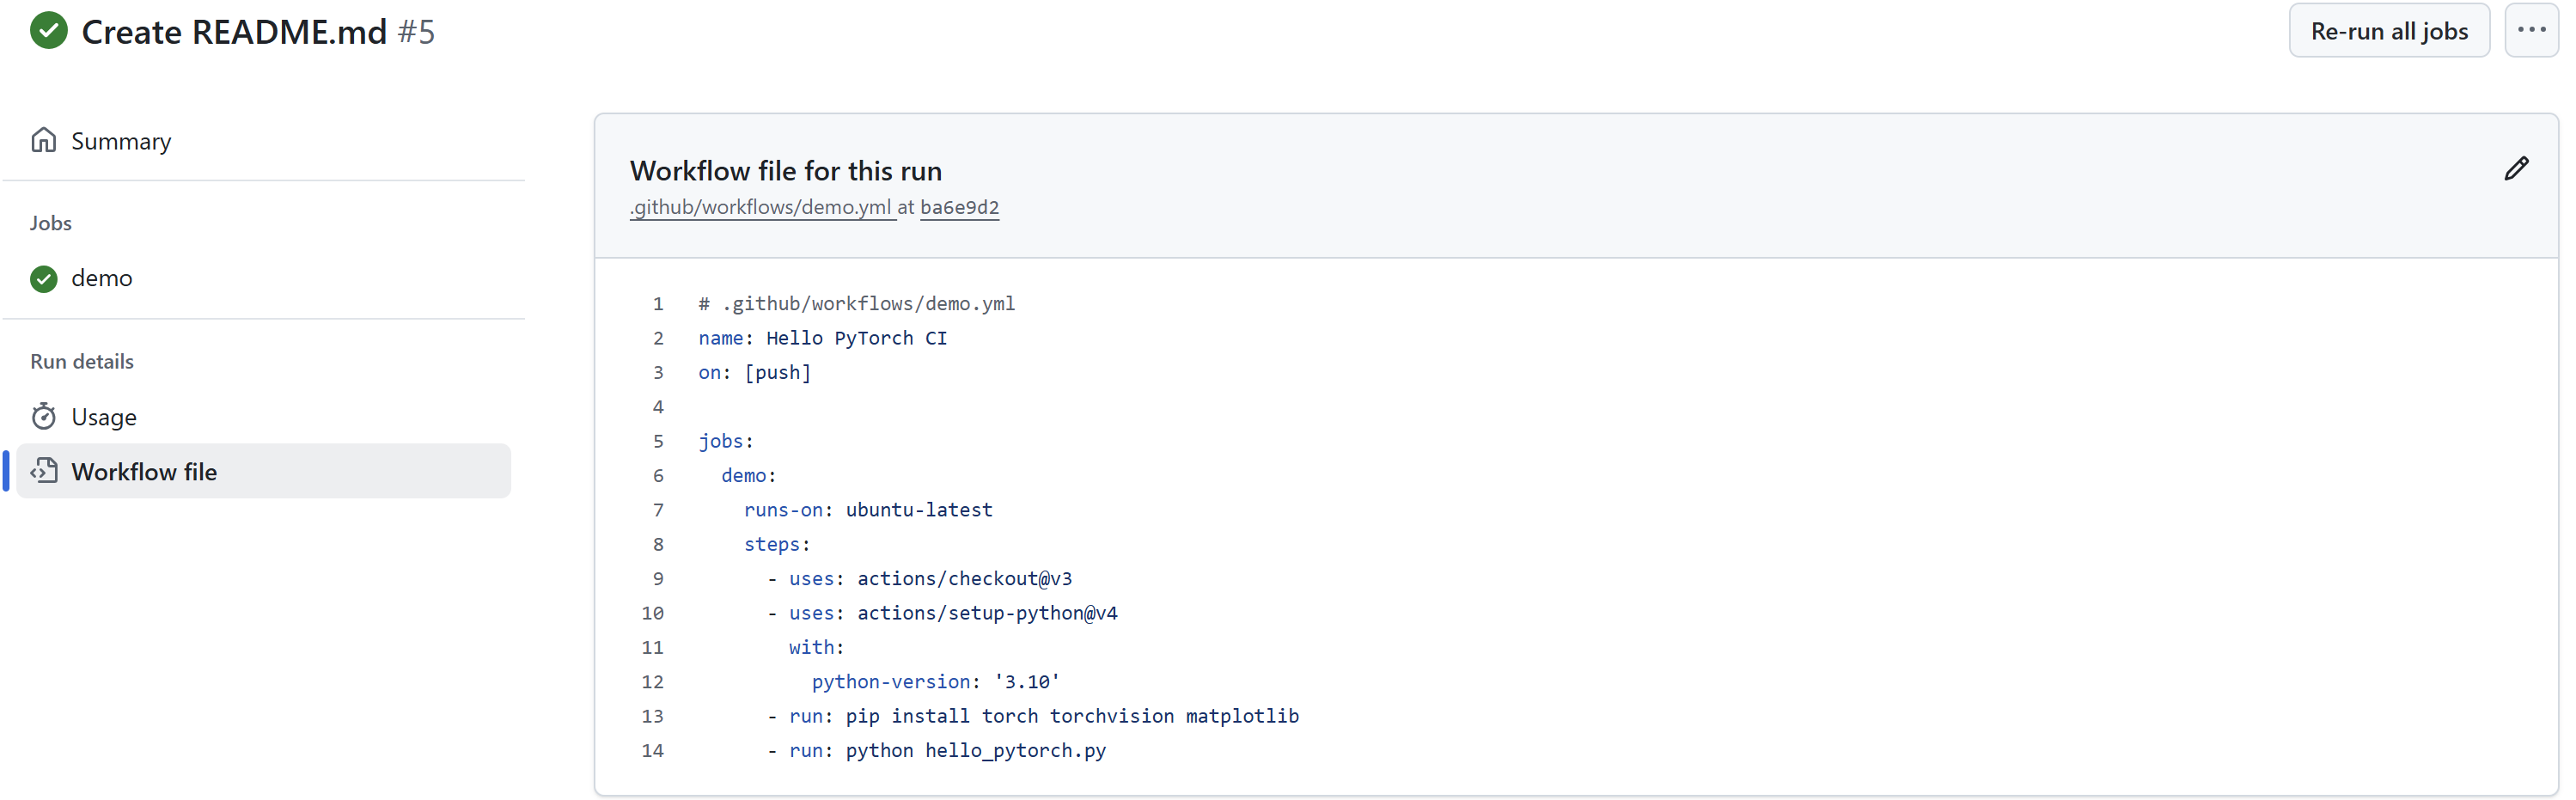 Create README.md #5
Re-run all jobs
Summary
Jobs
demo
Run details
Usage
Workflow file
Workflow file for this run
.github/workflows/demo.yml at ba6e9d2
1 # .github/workflows/demo.yml
2 name: Hello PyTorch CI
3 on: [push]
4
5 jobs:
6   demo:
7     runs-on: ubuntu-latest
8     steps:
9       - uses: actions/checkout@v3
10       - uses: actions/setup-python@v4
11         with:
12           python-version: '3.10'
13       - run: pip install torch torchvision matplotlib
14       - run: python hello_pytorch.py